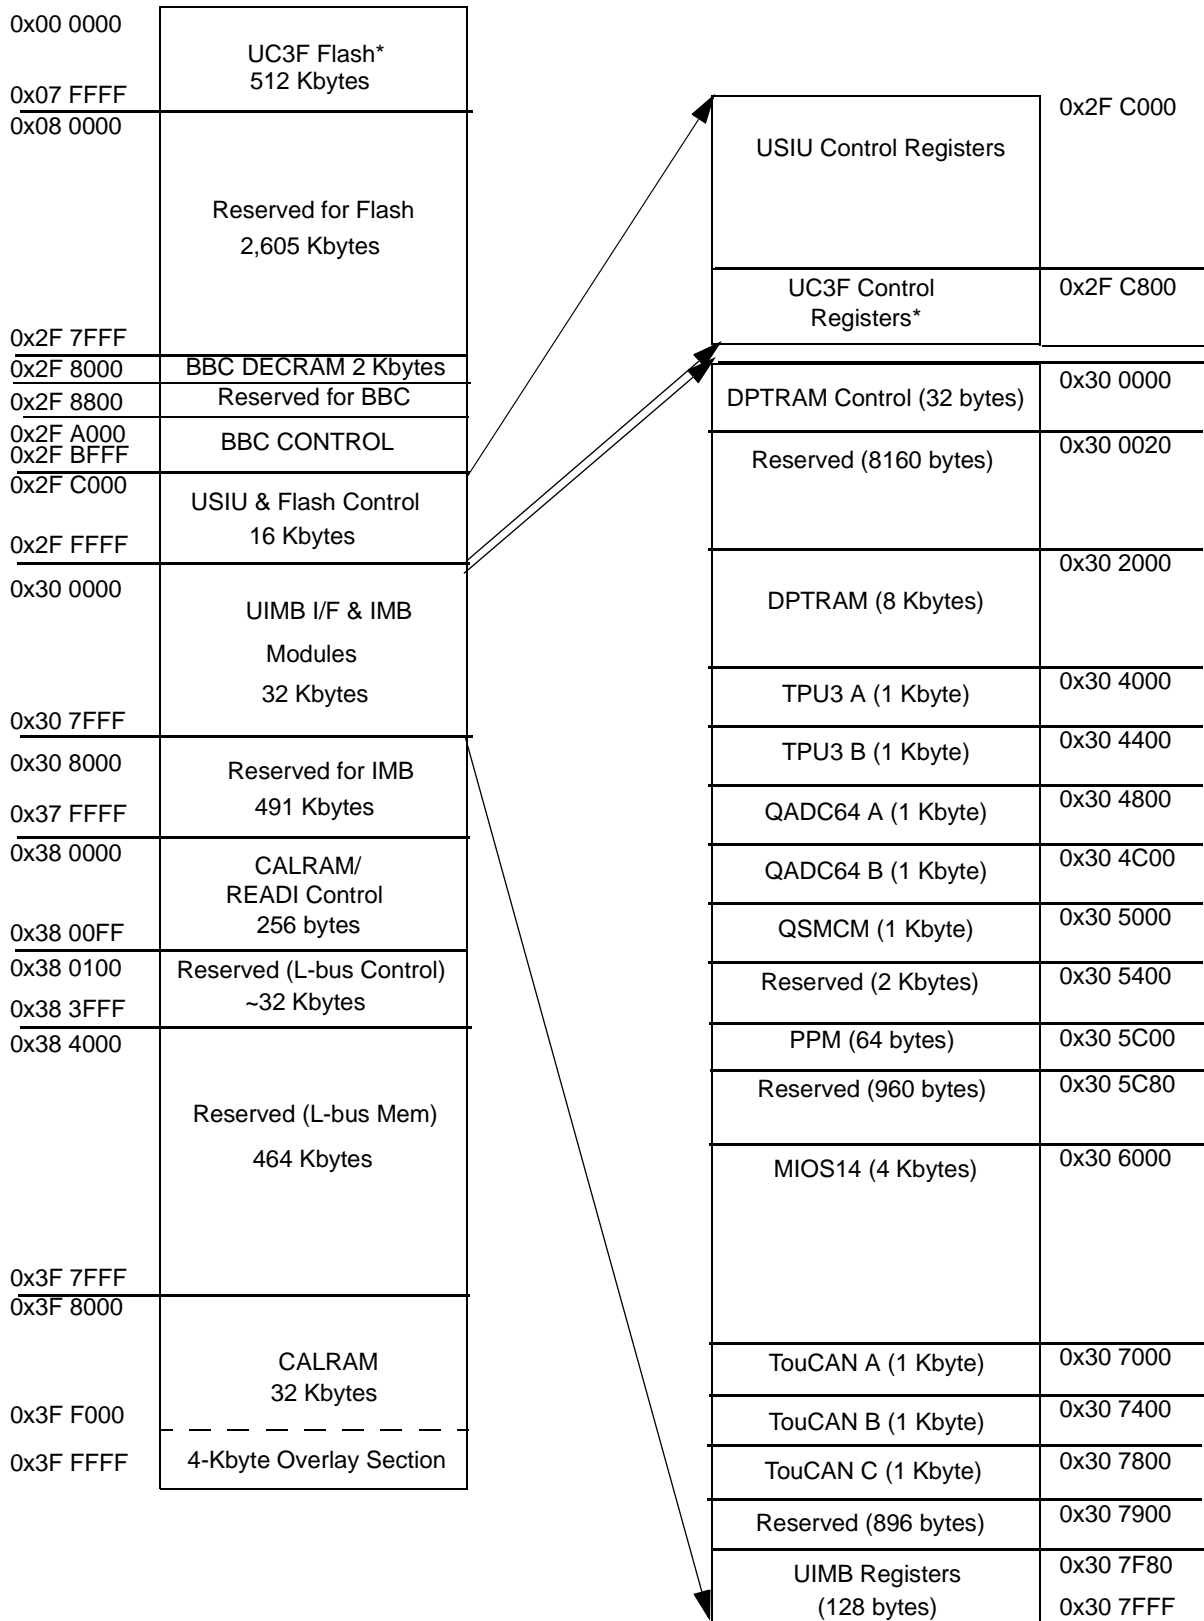 0x00 0000
UC3F Flash*
512 Kbytes
0x07 FFFF
0x08 0000
Reserved for Flash
2,605 Kbytes
0x2F 7FFF
0x2F 8000
BBC DECRAM 2 Kbytes
0x2F 8800
Reserved for BBC
0x2F A000
BBC CONTROL
0x2F BFFF
0x2F C000
USIU & Flash Control
16 Kbytes
0x2F FFFF
0x30 0000
UIMB I/F & IMB
Modules
32 Kbytes
0x30 7FFF
0x30 8000
Reserved for IMB
491 Kbytes
0x37 FFFF
0x38 0000
CALRAM/
READI Control
256 bytes
0x38 00FF
0x38 0100
Reserved (L-bus Control)
~32 Kbytes
0x38 3FFF
0x38 4000
Reserved (L-bus Mem)
464 Kbytes
0x3F 7FFF
0x3F 8000
CALRAM
32 Kbytes
0x3F F000
4-Kbyte Overlay Section
0x3F FFFF
USIU Control Registers
0x2F C000
UC3F Control
Registers*
0x2F C800
DPTRAM Control (32 bytes)
0x30 0000
Reserved (8160 bytes)
0x30 0020
DPTRAM (8 Kbytes)
0x30 2000
TPU3 A (1 Kbyte)
0x30 4000
TPU3 B (1 Kbyte)
0x30 4400
QADC64 A (1 Kbyte)
0x30 4800
QADC64 B (1 Kbyte)
0x30 4C00
QSMCM (1 Kbyte)
0x30 5000
Reserved (2 Kbytes)
0x30 5400
PPM (64 bytes)
0x30 5C00
Reserved (960 bytes)
0x30 5C80
MIOS14 (4 Kbytes)
0x30 6000
TouCAN A (1 Kbyte)
0x30 7000
TouCAN B (1 Kbyte)
0x30 7400
TouCAN C (1 Kbyte)
0x30 7800
Reserved (896 bytes)
0x30 7900
UIMB Registers
(128 bytes)
0x30 7F80
0x30 7FFF